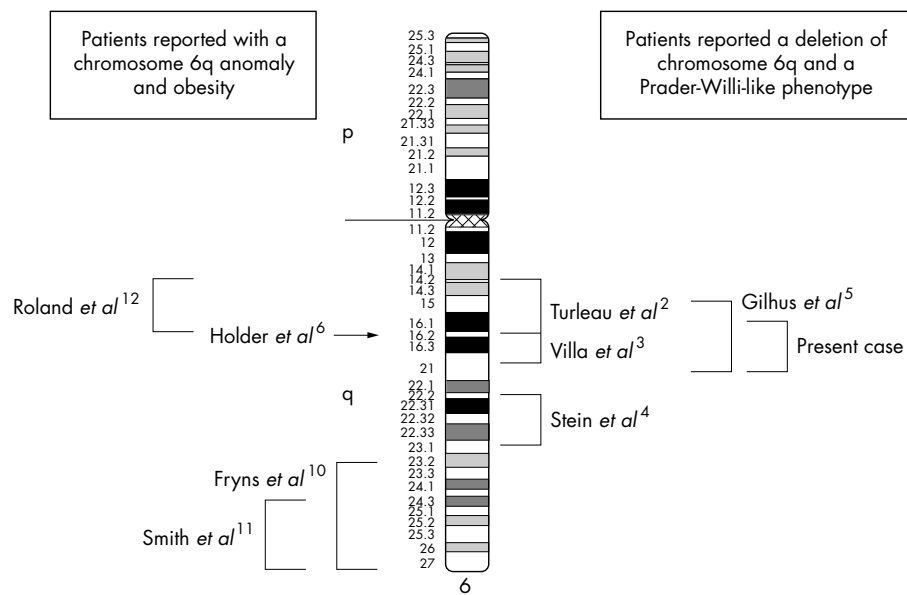 Patients reported with a
chromosome 6q anomaly
and obesity
Patients reported a deletion of
chromosome 6q and a
Prader-Willi-like phenotype
p
q
25.3
25.1
24.3
24.1
22.3
22.2
22.1
21.33
21.31
21.2
21.1
12.3
12.2
11.2
11.2
12
13
14.1
14.2
14.3
15
16.1
16.2
16.3
21
22.1
22.2
22.31
22.32
22.33
23.1
23.2
23.3
24.1
24.3
25.1
25.2
25.3
26
27
6
Roland et al 12
Holder et al 6
Fryns et al 10
Smith et al 11
Turleau et al 2
Villa et al 3
Stein et al 4
Gilhus et al 5
Present case